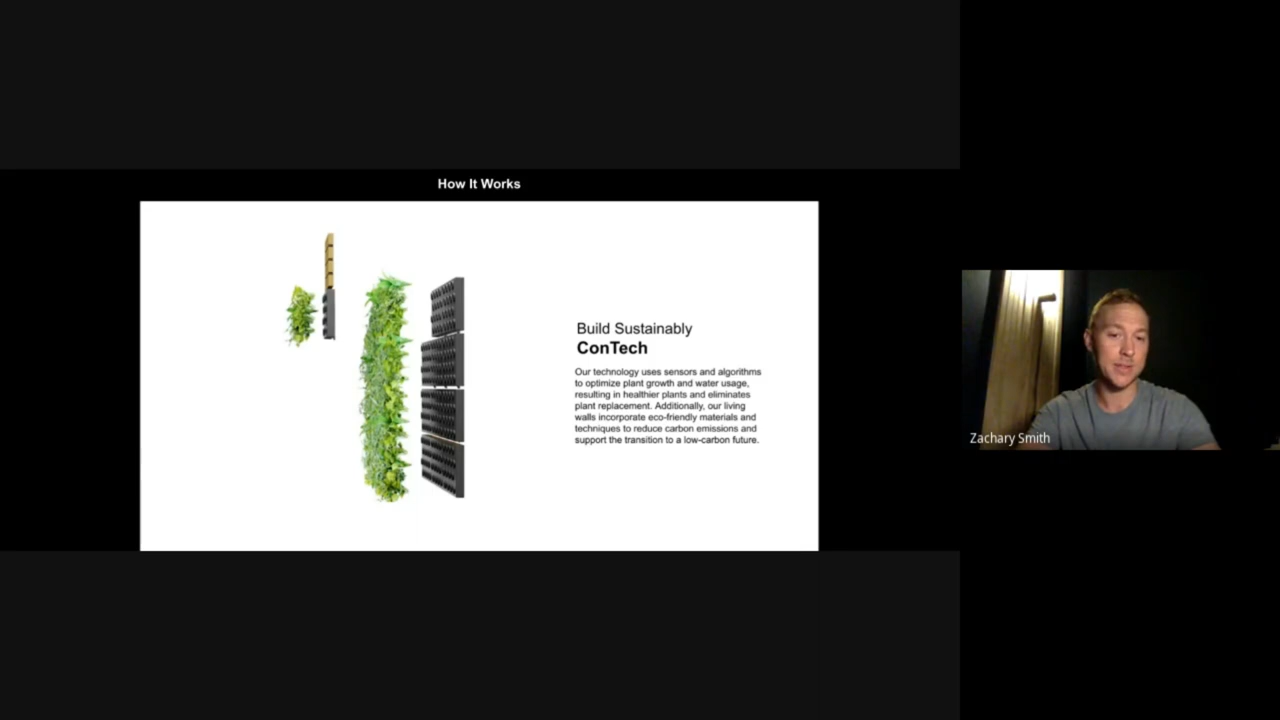 How It Works
Build Sustainably
ConTech
Our technology uses sensors and algorithms
to optimize plant growth and water usage,
resulting in healthier plants and eliminates
plant replacement. Additionally, our living
walls incorporate eco-friendly materials and
techniques to reduce carbon emissions and
support the transition to a low-carbon future.
Zachary Smith